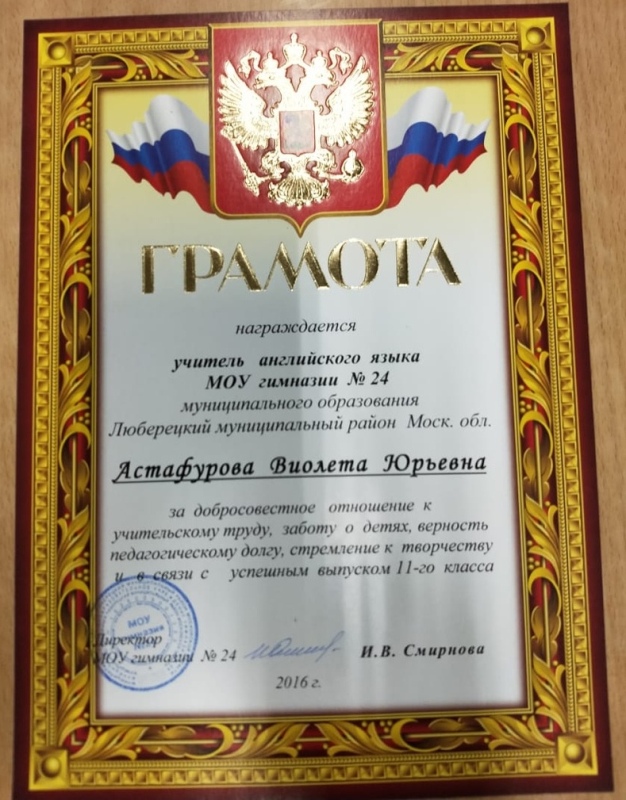 ГРАМОТА
награждается
учитель английского языка
МОУ гимназии № 24
муниципального образования
Люберецкий муниципальный район Моск. обл.
Астафурова Виолета Юрьевна
за добросовестное отношение к
учительскому труду, заботу о детях, верность
педагогическому долгу, стремление к творчеству
и в связи с успешным выпуском 11-го класса
МОУ
Директор
МОУ гимназии № 24 И.В. Смирнова
2016 г.